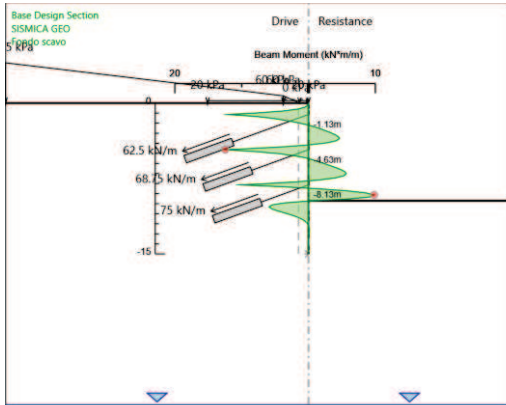 Base Design Section
SISMICA GEO
Fondo scavo
Drive
Resistance
5 kPa
Beam Moment (kN*m/m)
20
20 kPa
20 kPa
10
0
-1.13m
62.5 kN/m
-4.63m
68.75 kN/m
-8.13m
75 kN/m
-15